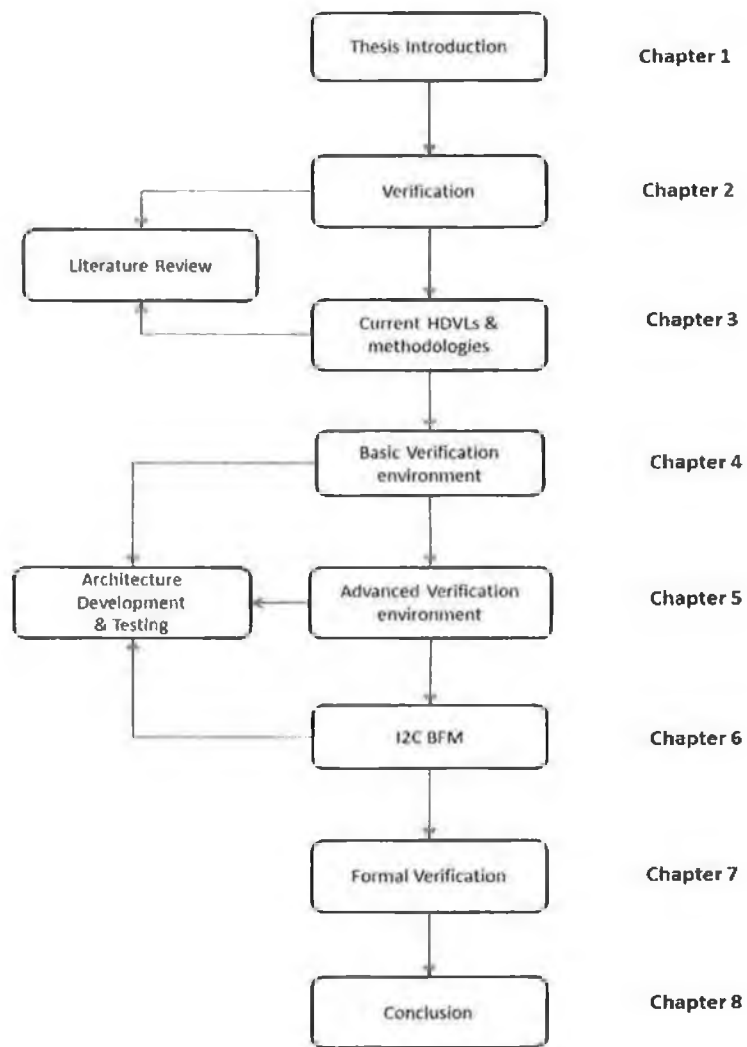 Thesis Introduction
Chapter 1
Verification
Chapter 2
Literature Review
Current HDVLs &
methodologies
Chapter 3
Basic Verification
environment
Chapter 4
Architecture
Development
& Testing
Advanced Verification
environment
Chapter 5
I2C BFM
Chapter 6
Formal Verification
Chapter 7
Conclusion
Chapter 8